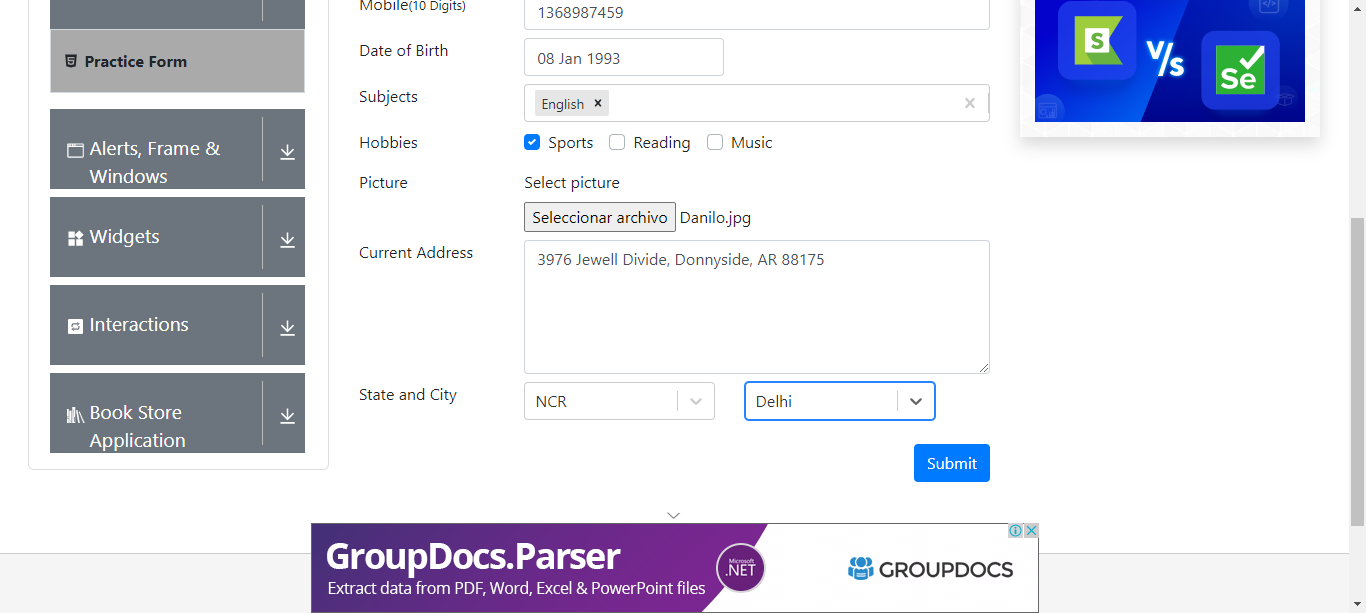 Mobile(10 Digits)
1368987459
Practice Form
Date of Birth
08 Jan 1993
Subjects
English ×
Hobbies
Sports
Reading
Music
Alerts, Frame &
Windows
Picture
Select picture
Seleccionar archivo Danilo.jpg
Widgets
Current Address
3976 Jewell Divide, Donnyside, AR 88175
Interactions
State and City
NCR
Delhi
Book Store
Application
Submit
S
V/s
Se
GroupDocs.Parser
Extract data from PDF, Word, Excel & PowerPoint files
Microsoft
.NET
GROUPDOCS